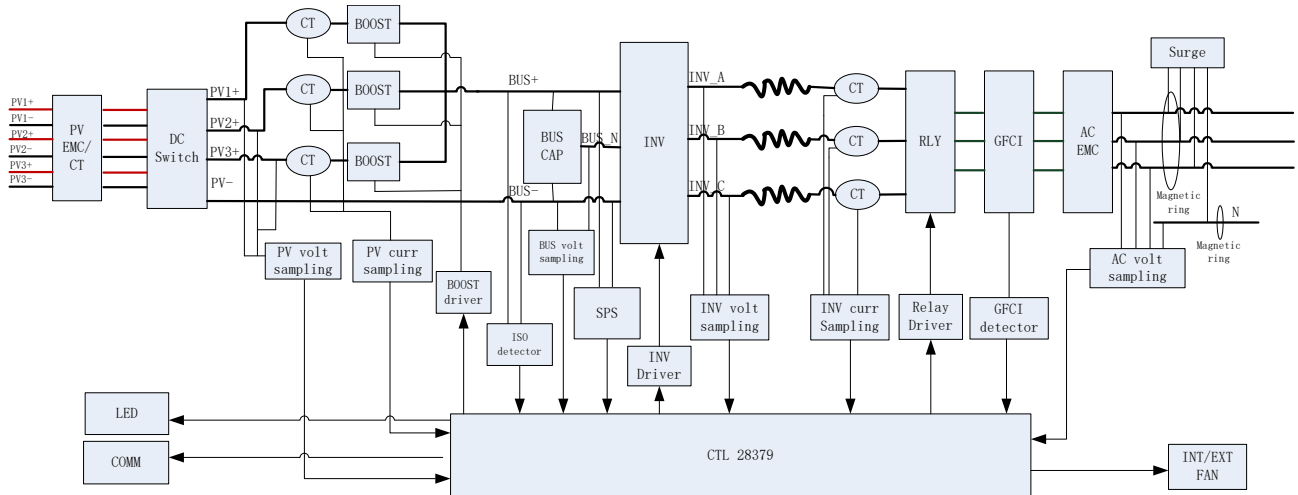 CT
BOOST
Surge
PV1+
PV1-
PV2+
PV2-
PV3+
PV3-
PV
EMC/
CT
DC
Switch
PV1+
PV2+
PV3+
PV-
CT
BOOST
CT
BOOST
BUS+
BUS
CAP
BUS_N
BUS-
INV
INV_A
INV_B
INV_C
CT
CT
CT
RLY
GFCI
AC
EMC
Magnetic
ring
N
Magnetic
ring
PV volt
sampling
PV curr
sampling
BOOST
driver
BUS volt
sampling
ISO
detector
SPS
INV
Driver
INV volt
sampling
INV curr
Sampling
Relay
Driver
GFCI
detector
AC volt
sampling
LED
COMM
CTL 28379
INT/EXT
FAN